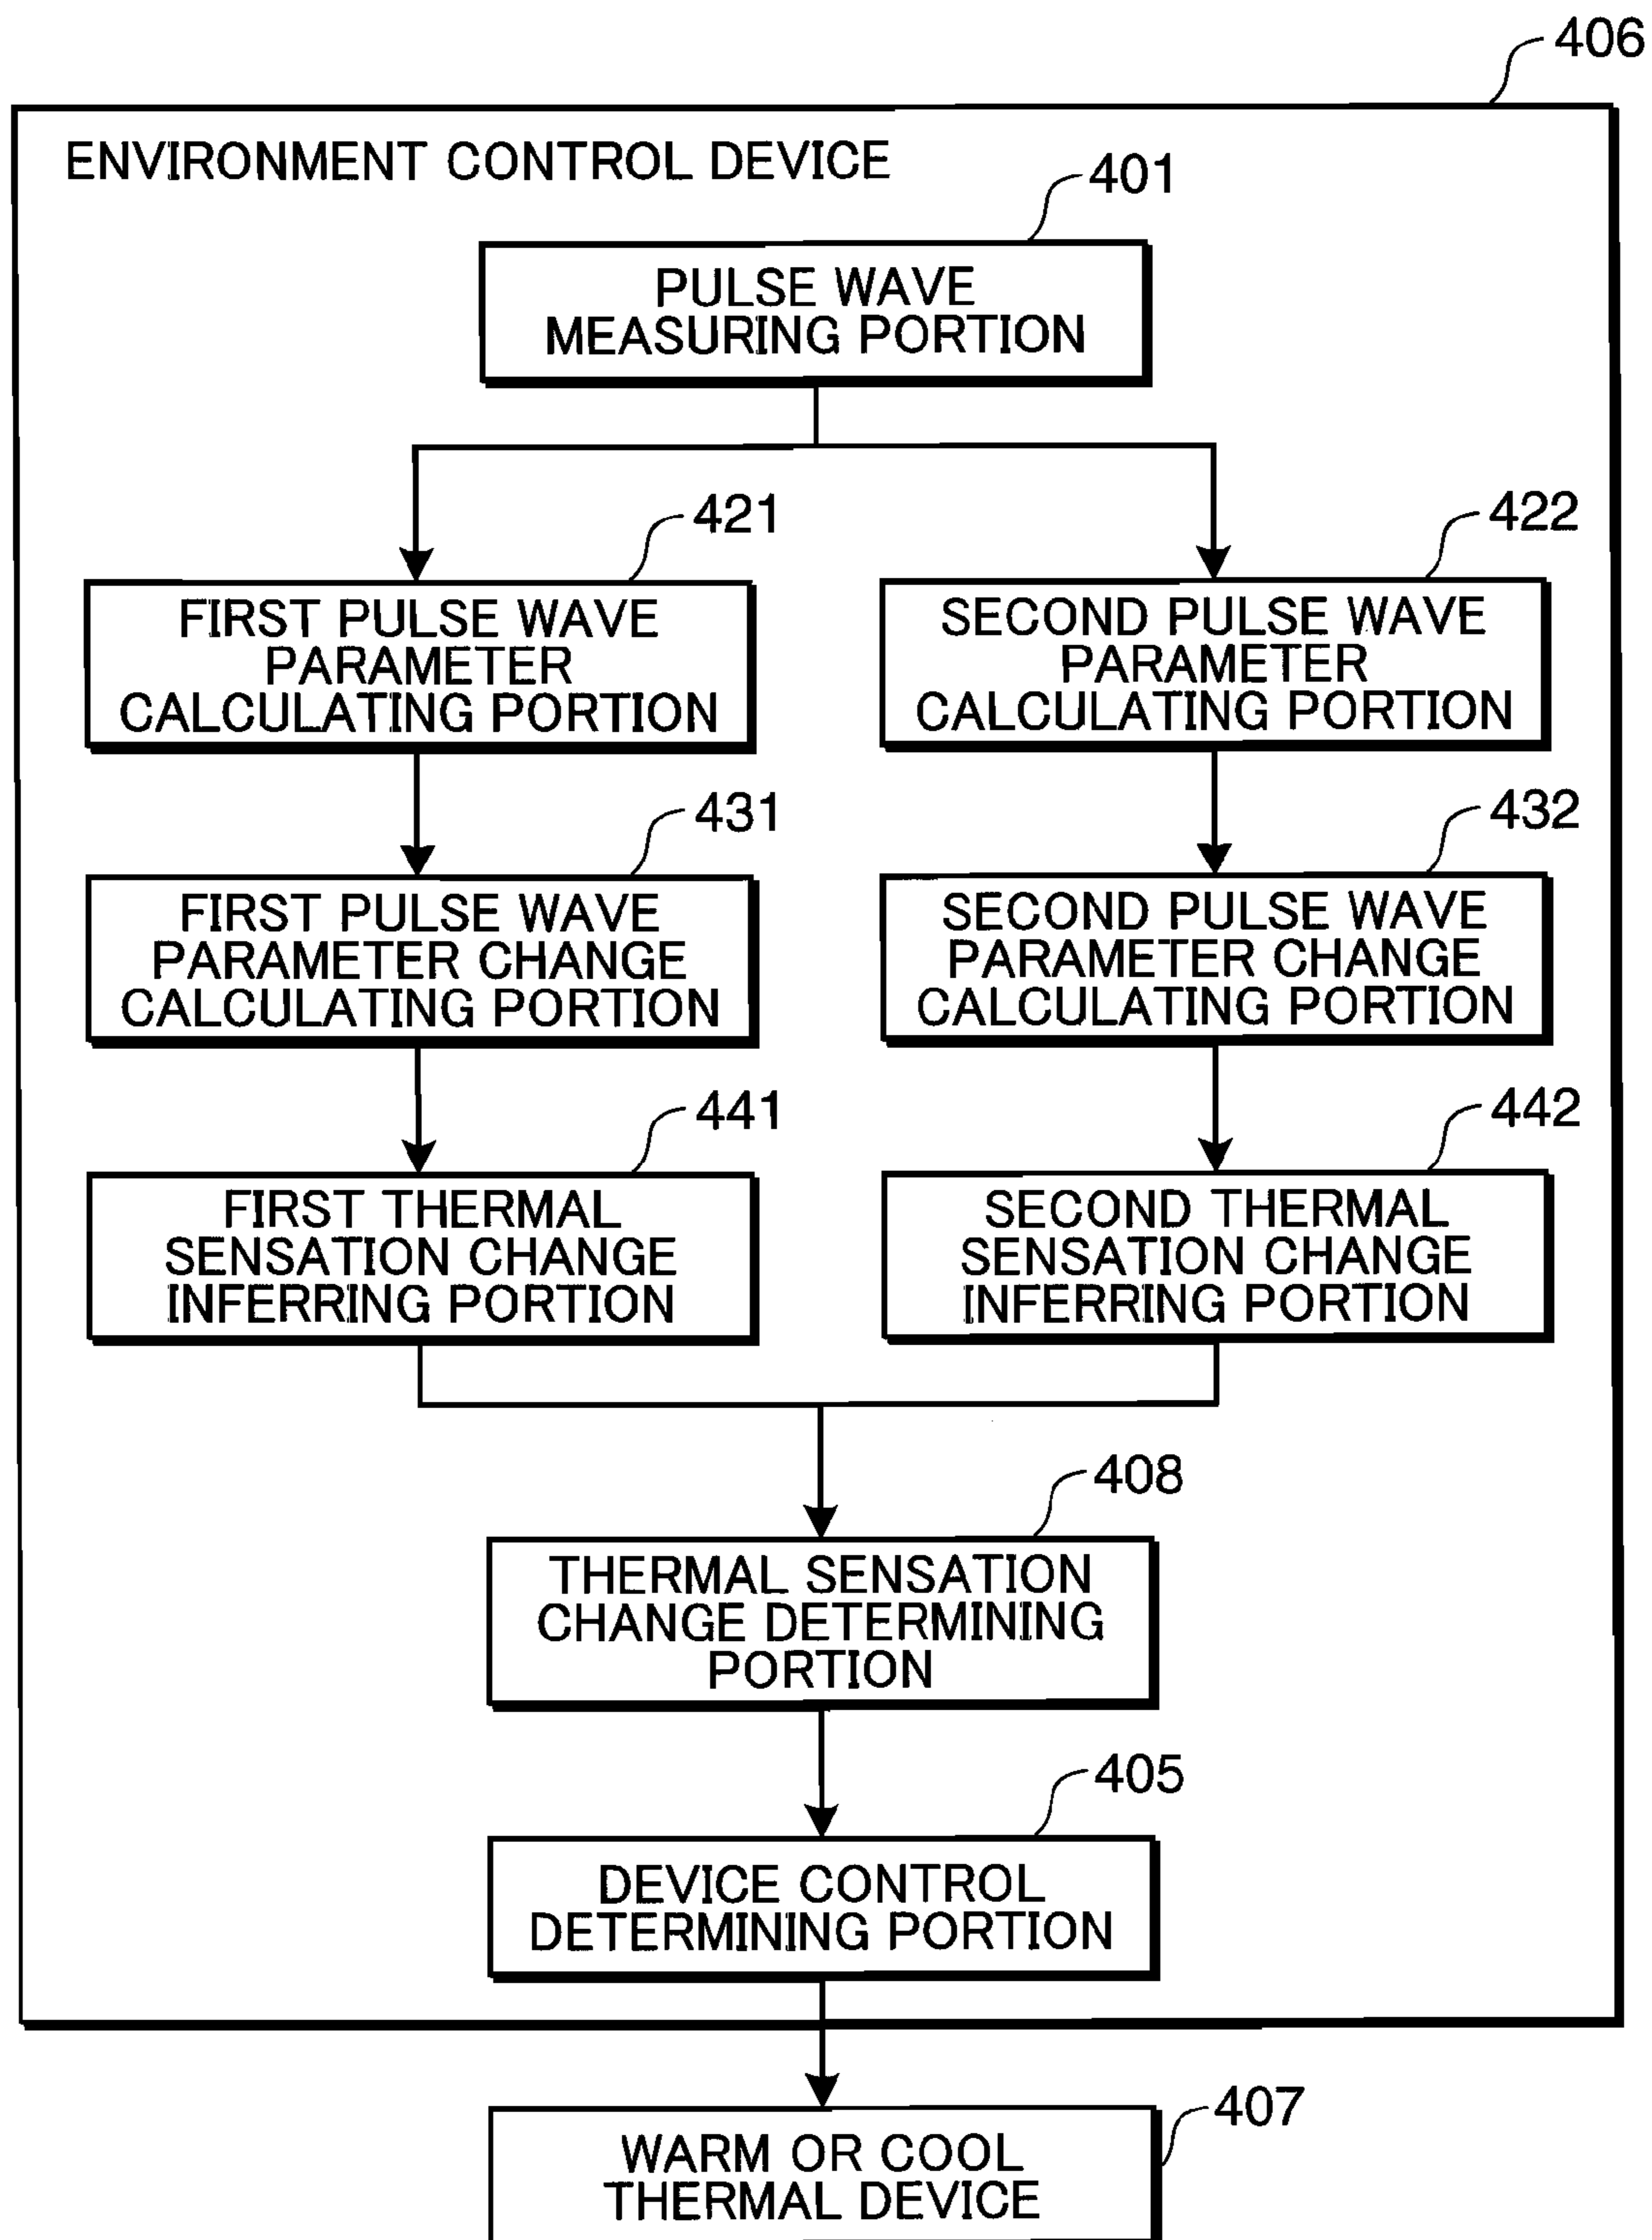 406
ENVIRONMENT CONTROL DEVICE
401
PULSE WAVE
MEASURING PORTION
421
FIRST PULSE WAVE
PARAMETER
CALCULATING PORTION
422
SECOND PULSE WAVE
PARAMETER
CALCULATING PORTION
431
FIRST PULSE WAVE
PARAMETER CHANGE
CALCULATING PORTION
432
SECOND PULSE WAVE
PARAMETER CHANGE
CALCULATING PORTION
441
FIRST THERMAL
SENSATION CHANGE
INFERRING PORTION
442
SECOND THERMAL
SENSATION CHANGE
INFERRING PORTION
408
THERMAL SENSATION
CHANGE DETERMINING
PORTION
405
DEVICE CONTROL
DETERMINING PORTION
407
WARM OR COOL
THERMAL DEVICE